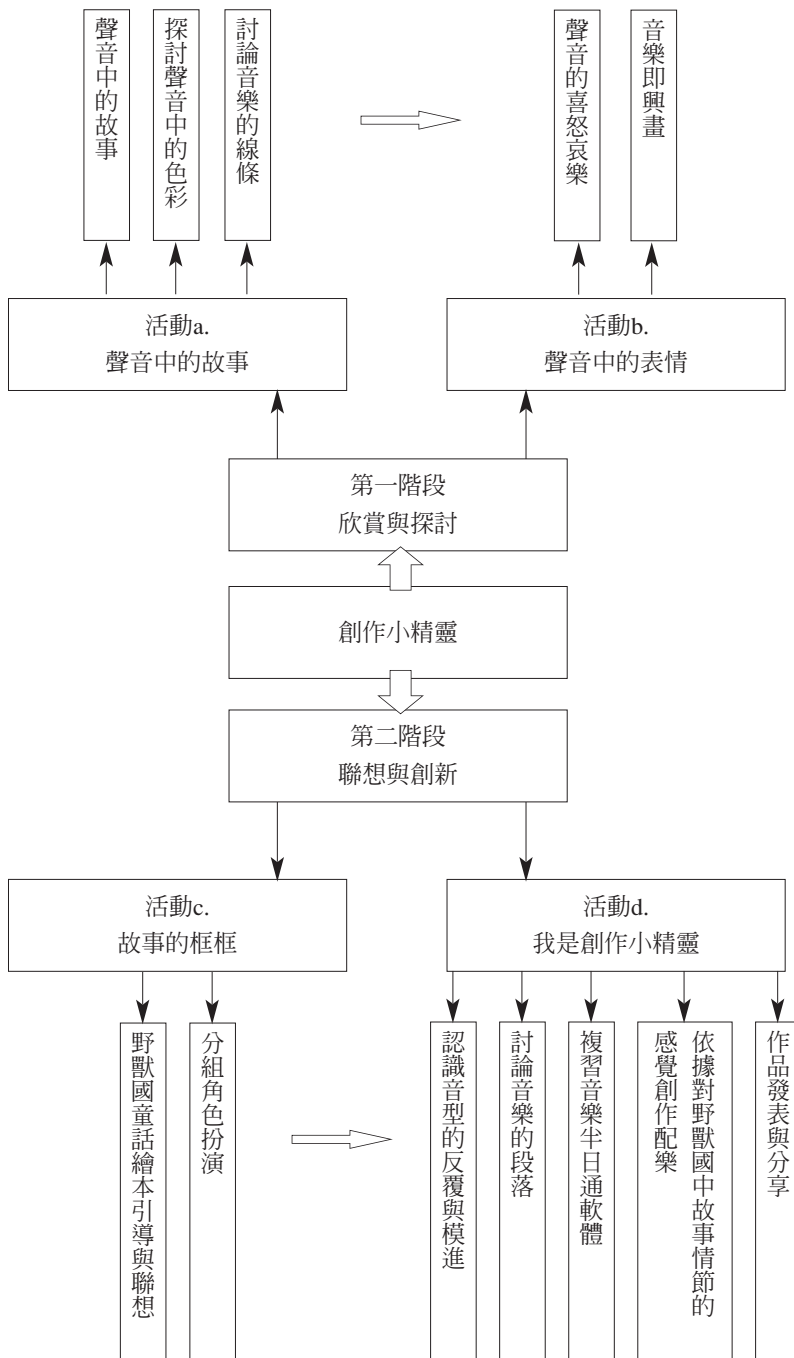 聲音中的故事
探討聲音中的色彩
討論音樂的線條
聲音的喜怒哀樂
音樂即興畫
活動a.
聲音中的故事
活動b.
聲音中的表情
第一階段
欣賞與探討
創作小精靈
第二階段
聯想與創新
活動c.
故事的框框
活動d.
我是創作小精靈
野獸國童話繪本引導與聯想
分組角色扮演
認識音型的反覆與模進
討論音樂的段落
複習音樂半日通軟體
依據對野獸國中故事情節的
感覺創作配樂
作品發表與分享